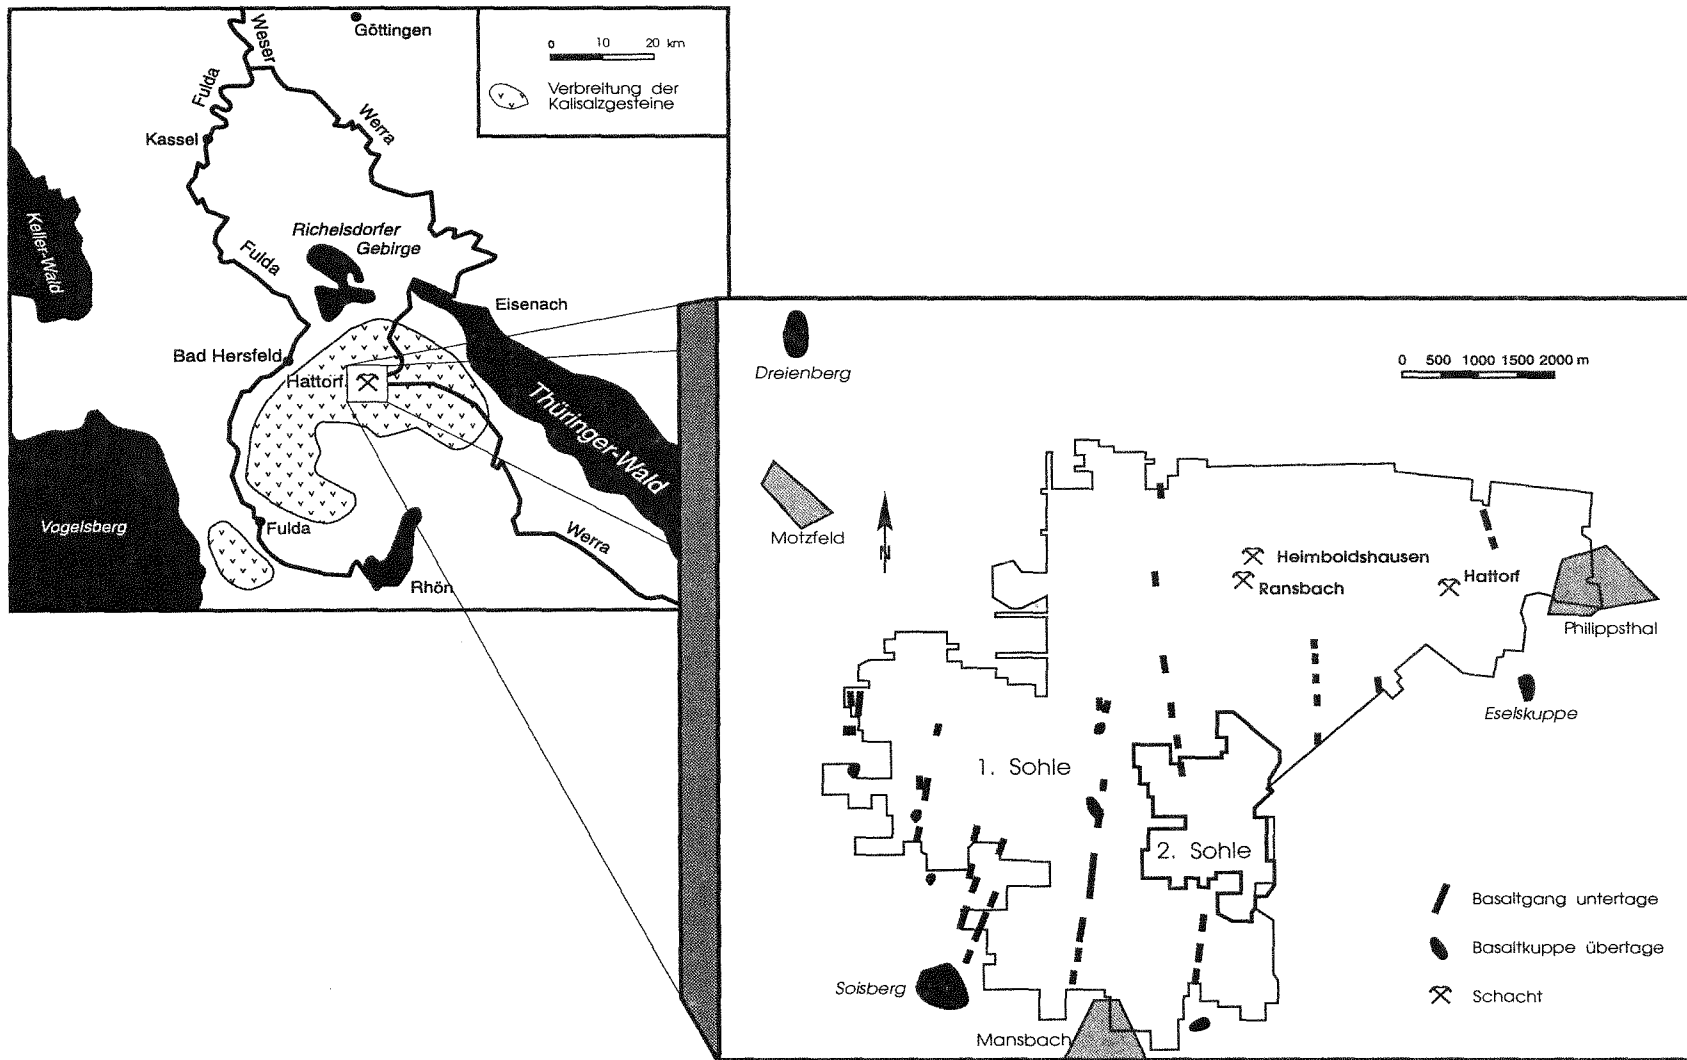 Göttingen
Weser
0 10 20 km
Verbreitung der
Kalisalzgesteine
Fulda
Werra
Kassel
Keller-Wald
Richelsdorfer
Gebirge
Fulda
Eisenach
Bad Hersfeld
Hattorf
Thüringer-Wald
Vogelsberg
Fulda
Werra
Rhön
Dreienberg
0 500 1000 1500 2000 m
Motzfeld
N
Heimboldshausen
Ransbach
Hattorf
Philippsthal
Eselskuppe
1. Sohle
2. Sohle
Basaltgang untertage
Basaltkuppe übertage
Schacht
Soisberg
Mansbach